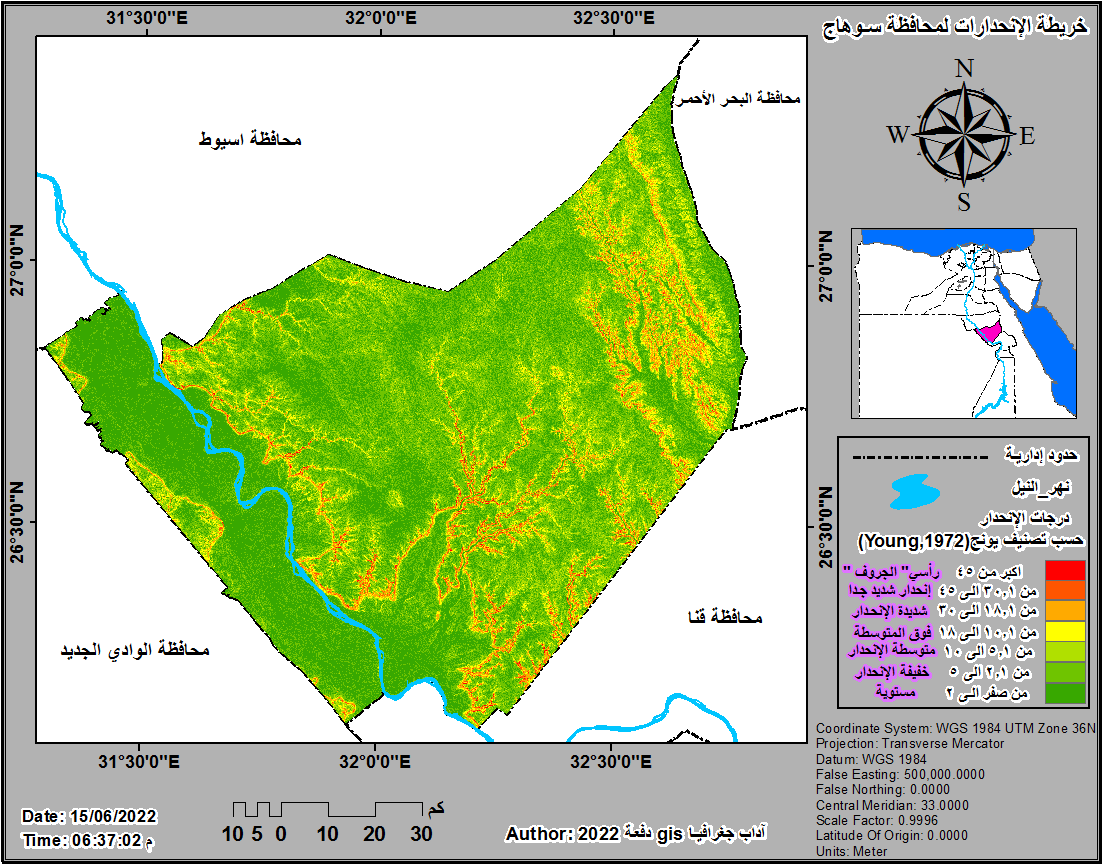 31°30'0"E
32°0'0"E
32°30'0"E
خريطة الإنحدارات لمحافظة سوهاج
N
W
E
S
محافظة البحر الأحمر
محافظة اسيوط
27°0'0"N
27°0'0"N
حدود إدارية
نهر_النيل
درجات الإنحدار
حسب تصنيف يونج(Young,1972)
اكبر من ٤٥ رأسي" الجروف "
من ٣٠,١ الى ٤٥ إنحدار شديد جدا
من ١٨,١ الى ٣٠ شديدة الإنحدار
من ١٠,١ الى ١٨ فوق المتوسطة
من ٥,١ الى ١٠ متوسطة الإنحدار
من ٢,١ الى ٥ خفيفة الإنحدار
من صفر الى ٢ مستوية
26°30'0"N
26°30'0"N
محافظة قنا
محافظة الوادي الجديد
31°30'0"E
32°0'0"E
32°30'0"E
Coordinate System: WGS 1984 UTM Zone 36N
Projection: Transverse Mercator
Datum: WGS 1984
False Easting: 500,000.0000
False Northing: 0.0000
Central Meridian: 33.0000
Scale Factor: 0.9996
Latitude Of Origin: 0.0000
Units: Meter
Date: 15/06/2022
Time: 06:37:02 م
كم
10 5 0 10 20 30
Author: 2022 آداب جغرافيا gis دفعة